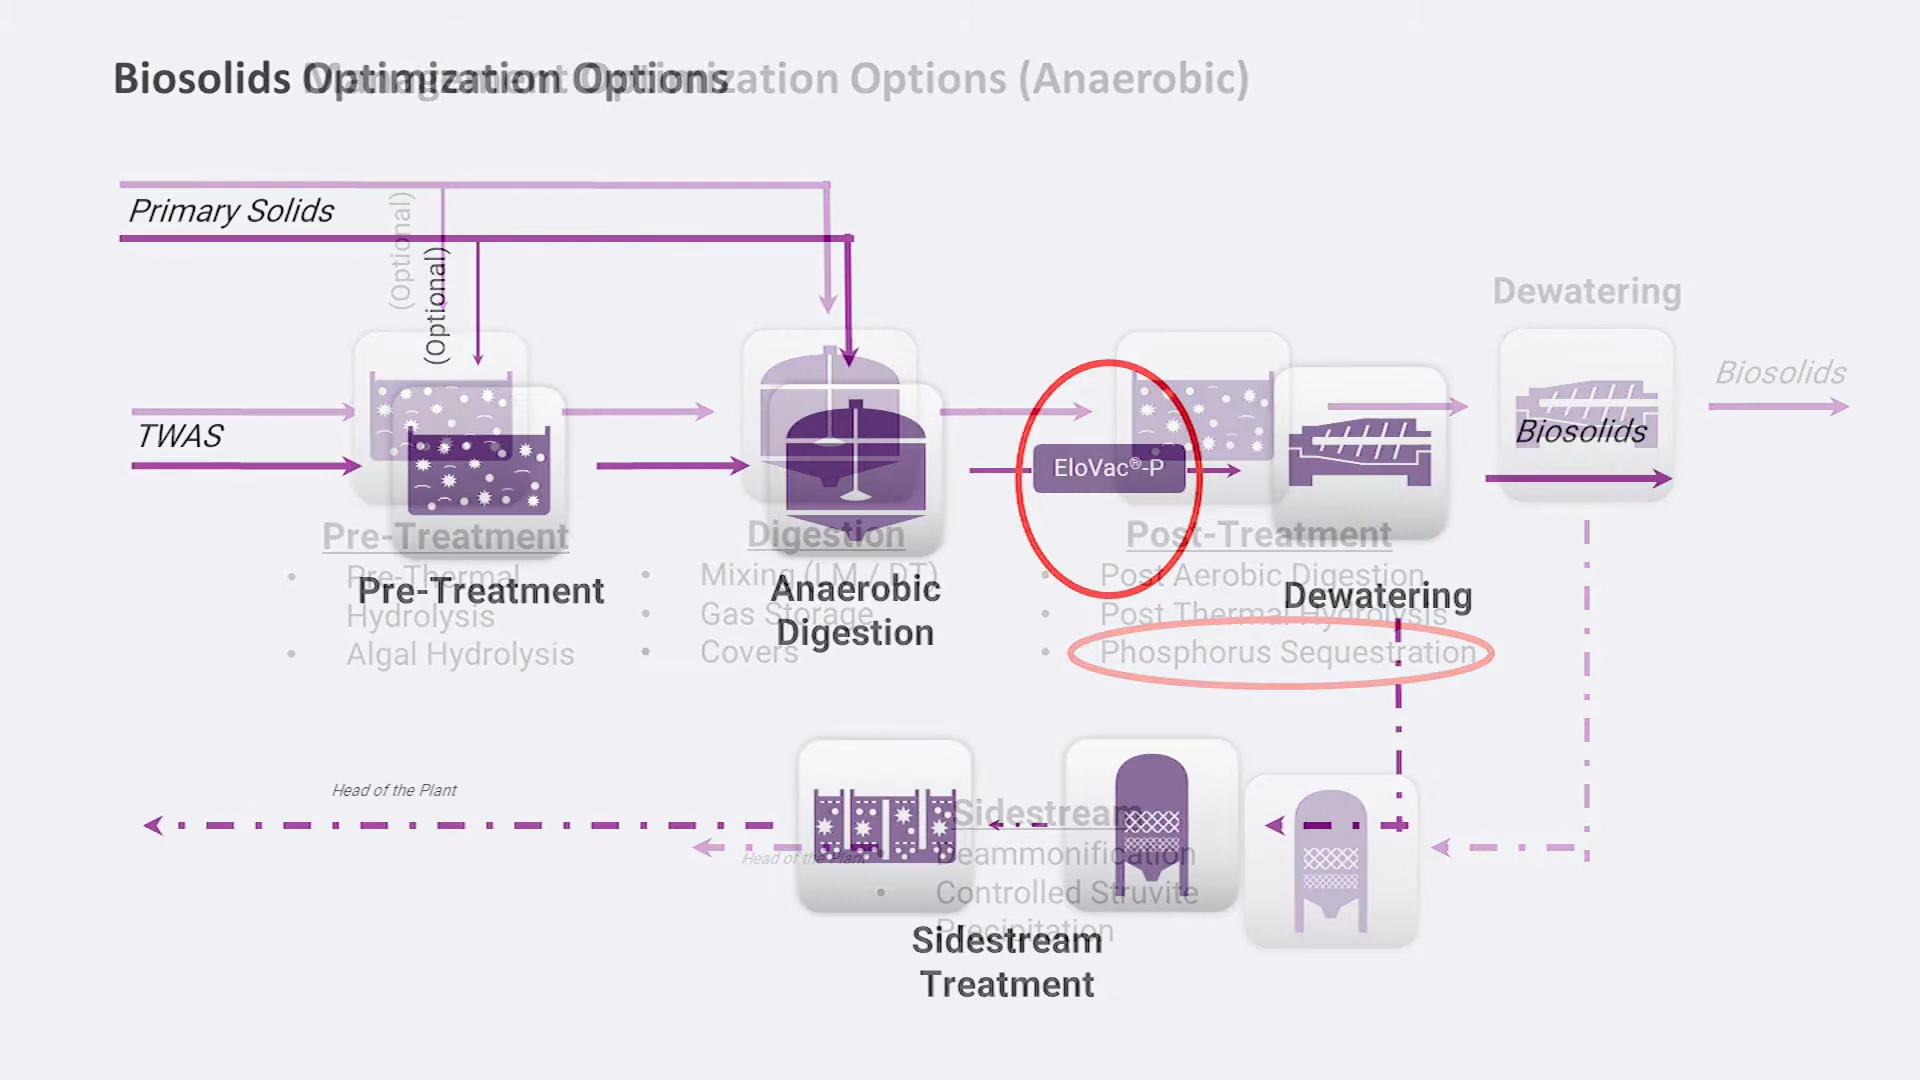 Biosolids Optimization Options
Management Optimization Options (Anaerobic)
Primary Solids
(Optional)
(Optional)
Dewatering
Biosolids
TWAS
Biosolids
EloVac®-P
Pre-Treatment
• Pre-Thermal
Hydrolysis
• Algal Hydrolysis
Pre-Treatment
Digestion
• Mixing (LM / DT)
• Gas Storage
• Covers
Anaerobic
Digestion
Post-Treatment
• Post Aerobic Digestion
• Post Thermal Hydrolysis
• Phosphorus Sequestration
Dewatering
Head of the Plant
Head of the Plant
Sidestream
Deammonification
• Controlled Struvite
Precipitation
Sidestream
Treatment